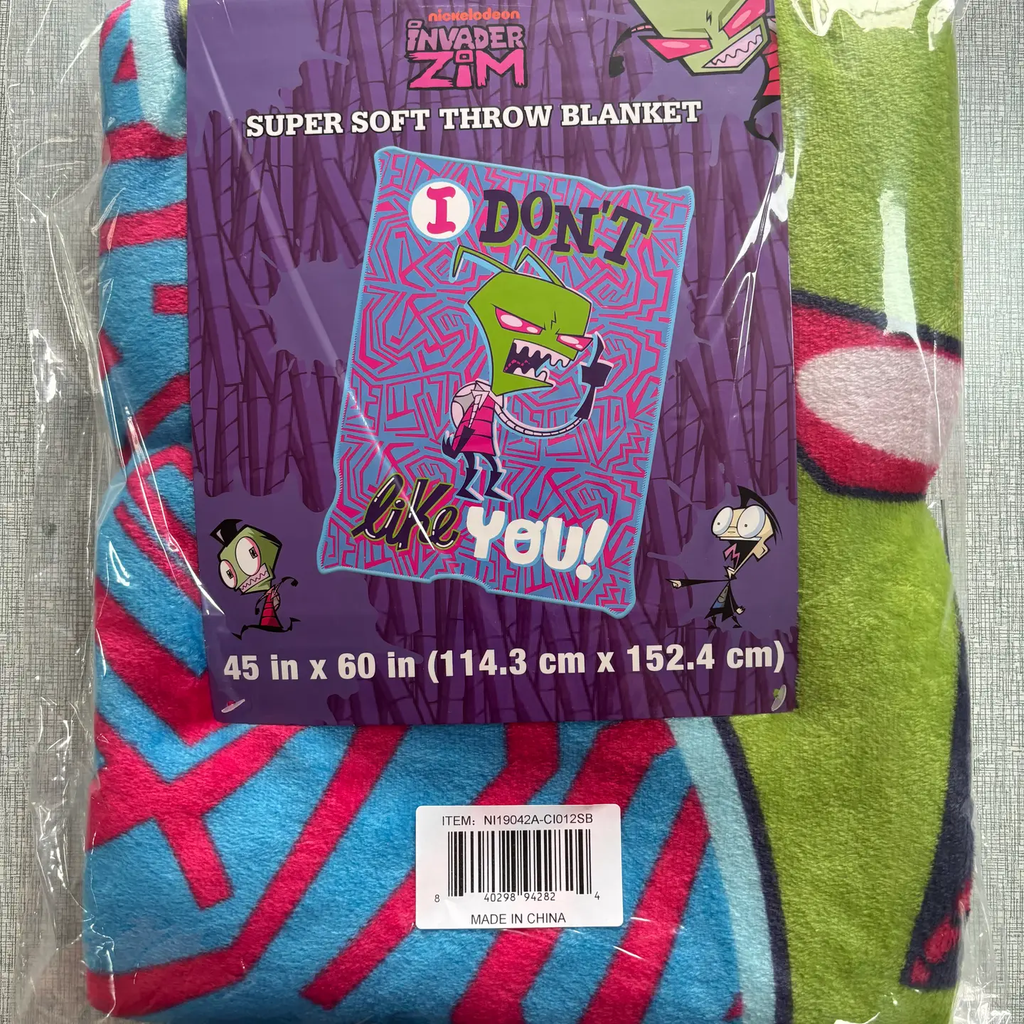 nickelodeon
INVADER
ZIM
SUPER SOFT THROW BLANKET
I DON'T
like YOU!
45 in x 60 in (114.3 cm x 152.4 cm)
ITEM: NI19042A-CI012SB
8 40298 94282 4
MADE IN CHINA